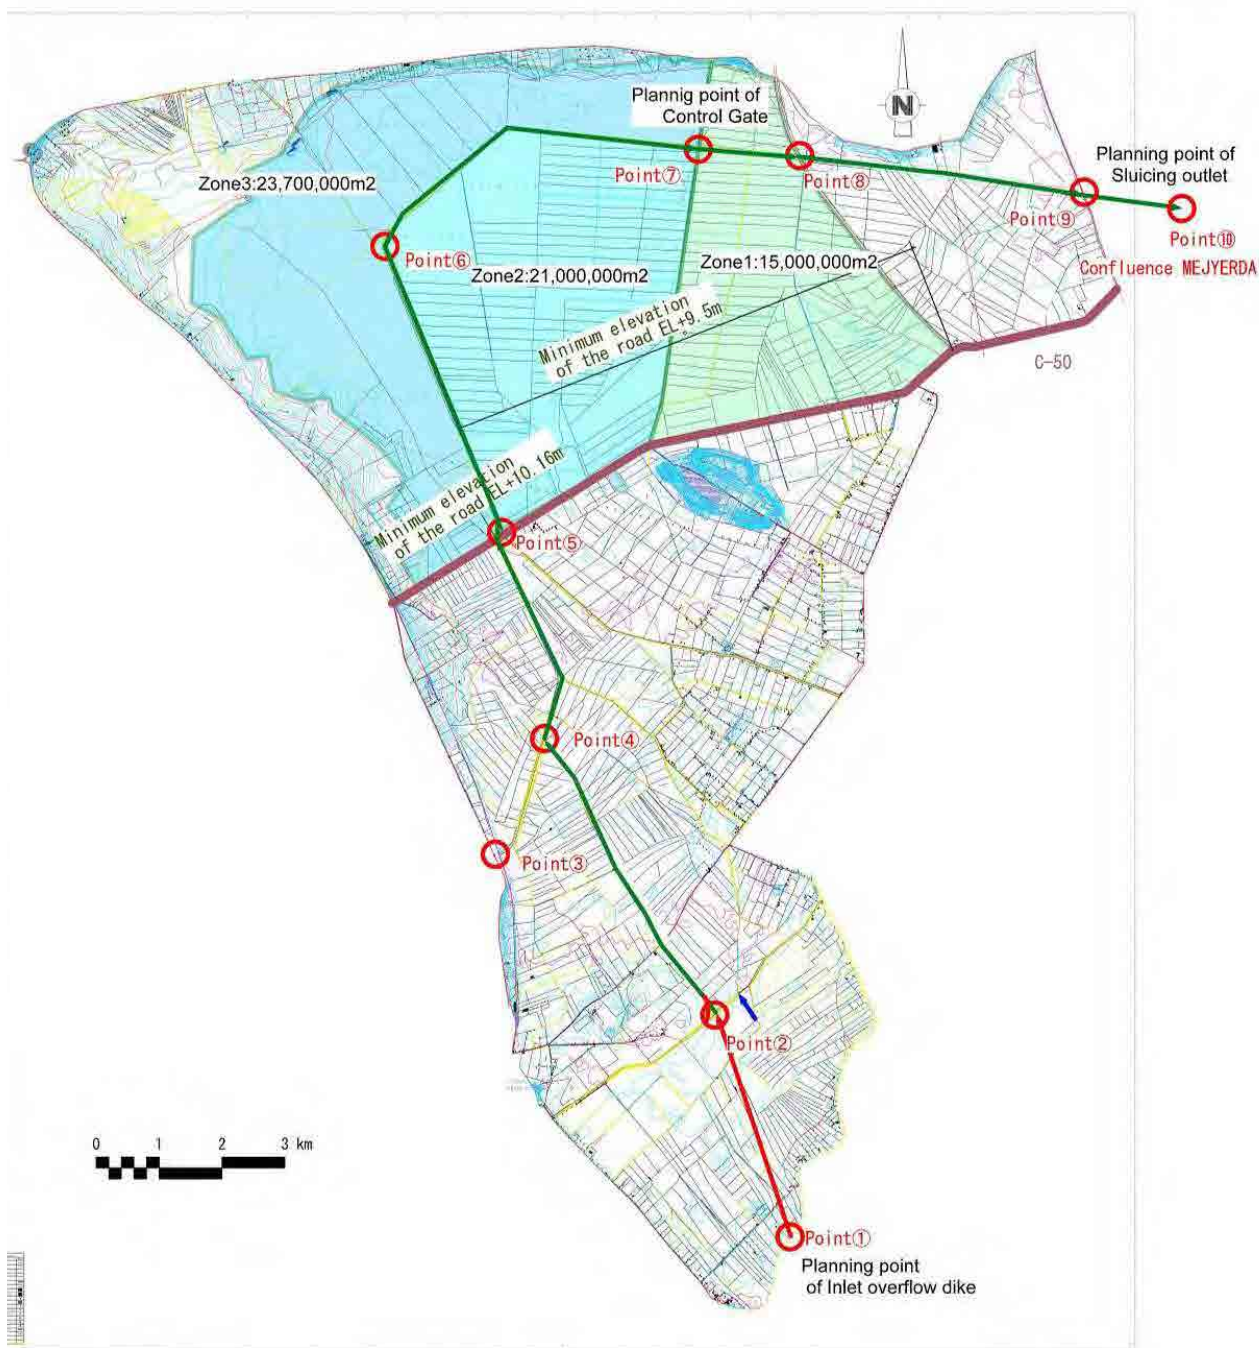 Plannig point of
Control Gate
N
Planning point of
Sluicing outlet
Point⑦
Point⑧
Zone3:23,700,000m2
Point⑨
Point⑩
Point⑥
Zone2:21,000,000m2
Zone1:15,000,000m2
Confluence MEJYERDA
Minimum elevation
of the road EL+9.5m
C-50
Minimum elevation
of the road EL+10.16m
Point⑤
Point④
Point③
Point②
0 1 2 3 km
Point①
Planning point
of Inlet overflow dike